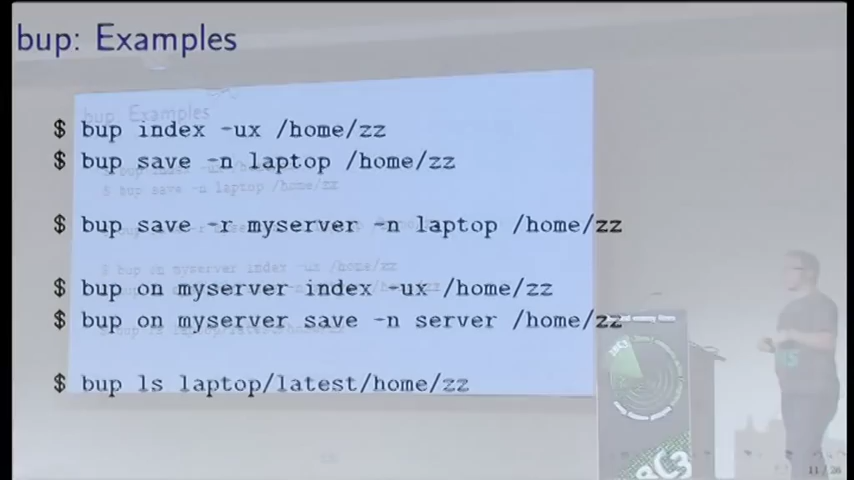 bup: Examples
$ bup index -ux /home/zz
$ bup save -n laptop /home/zz
$ bup save -r myserver -n laptop /home/zz
$ bup on myserver index -ux /home/zz
$ bup on myserver save -n server /home/zz
$ bup ls laptop/latest/home/zz
11 / 26